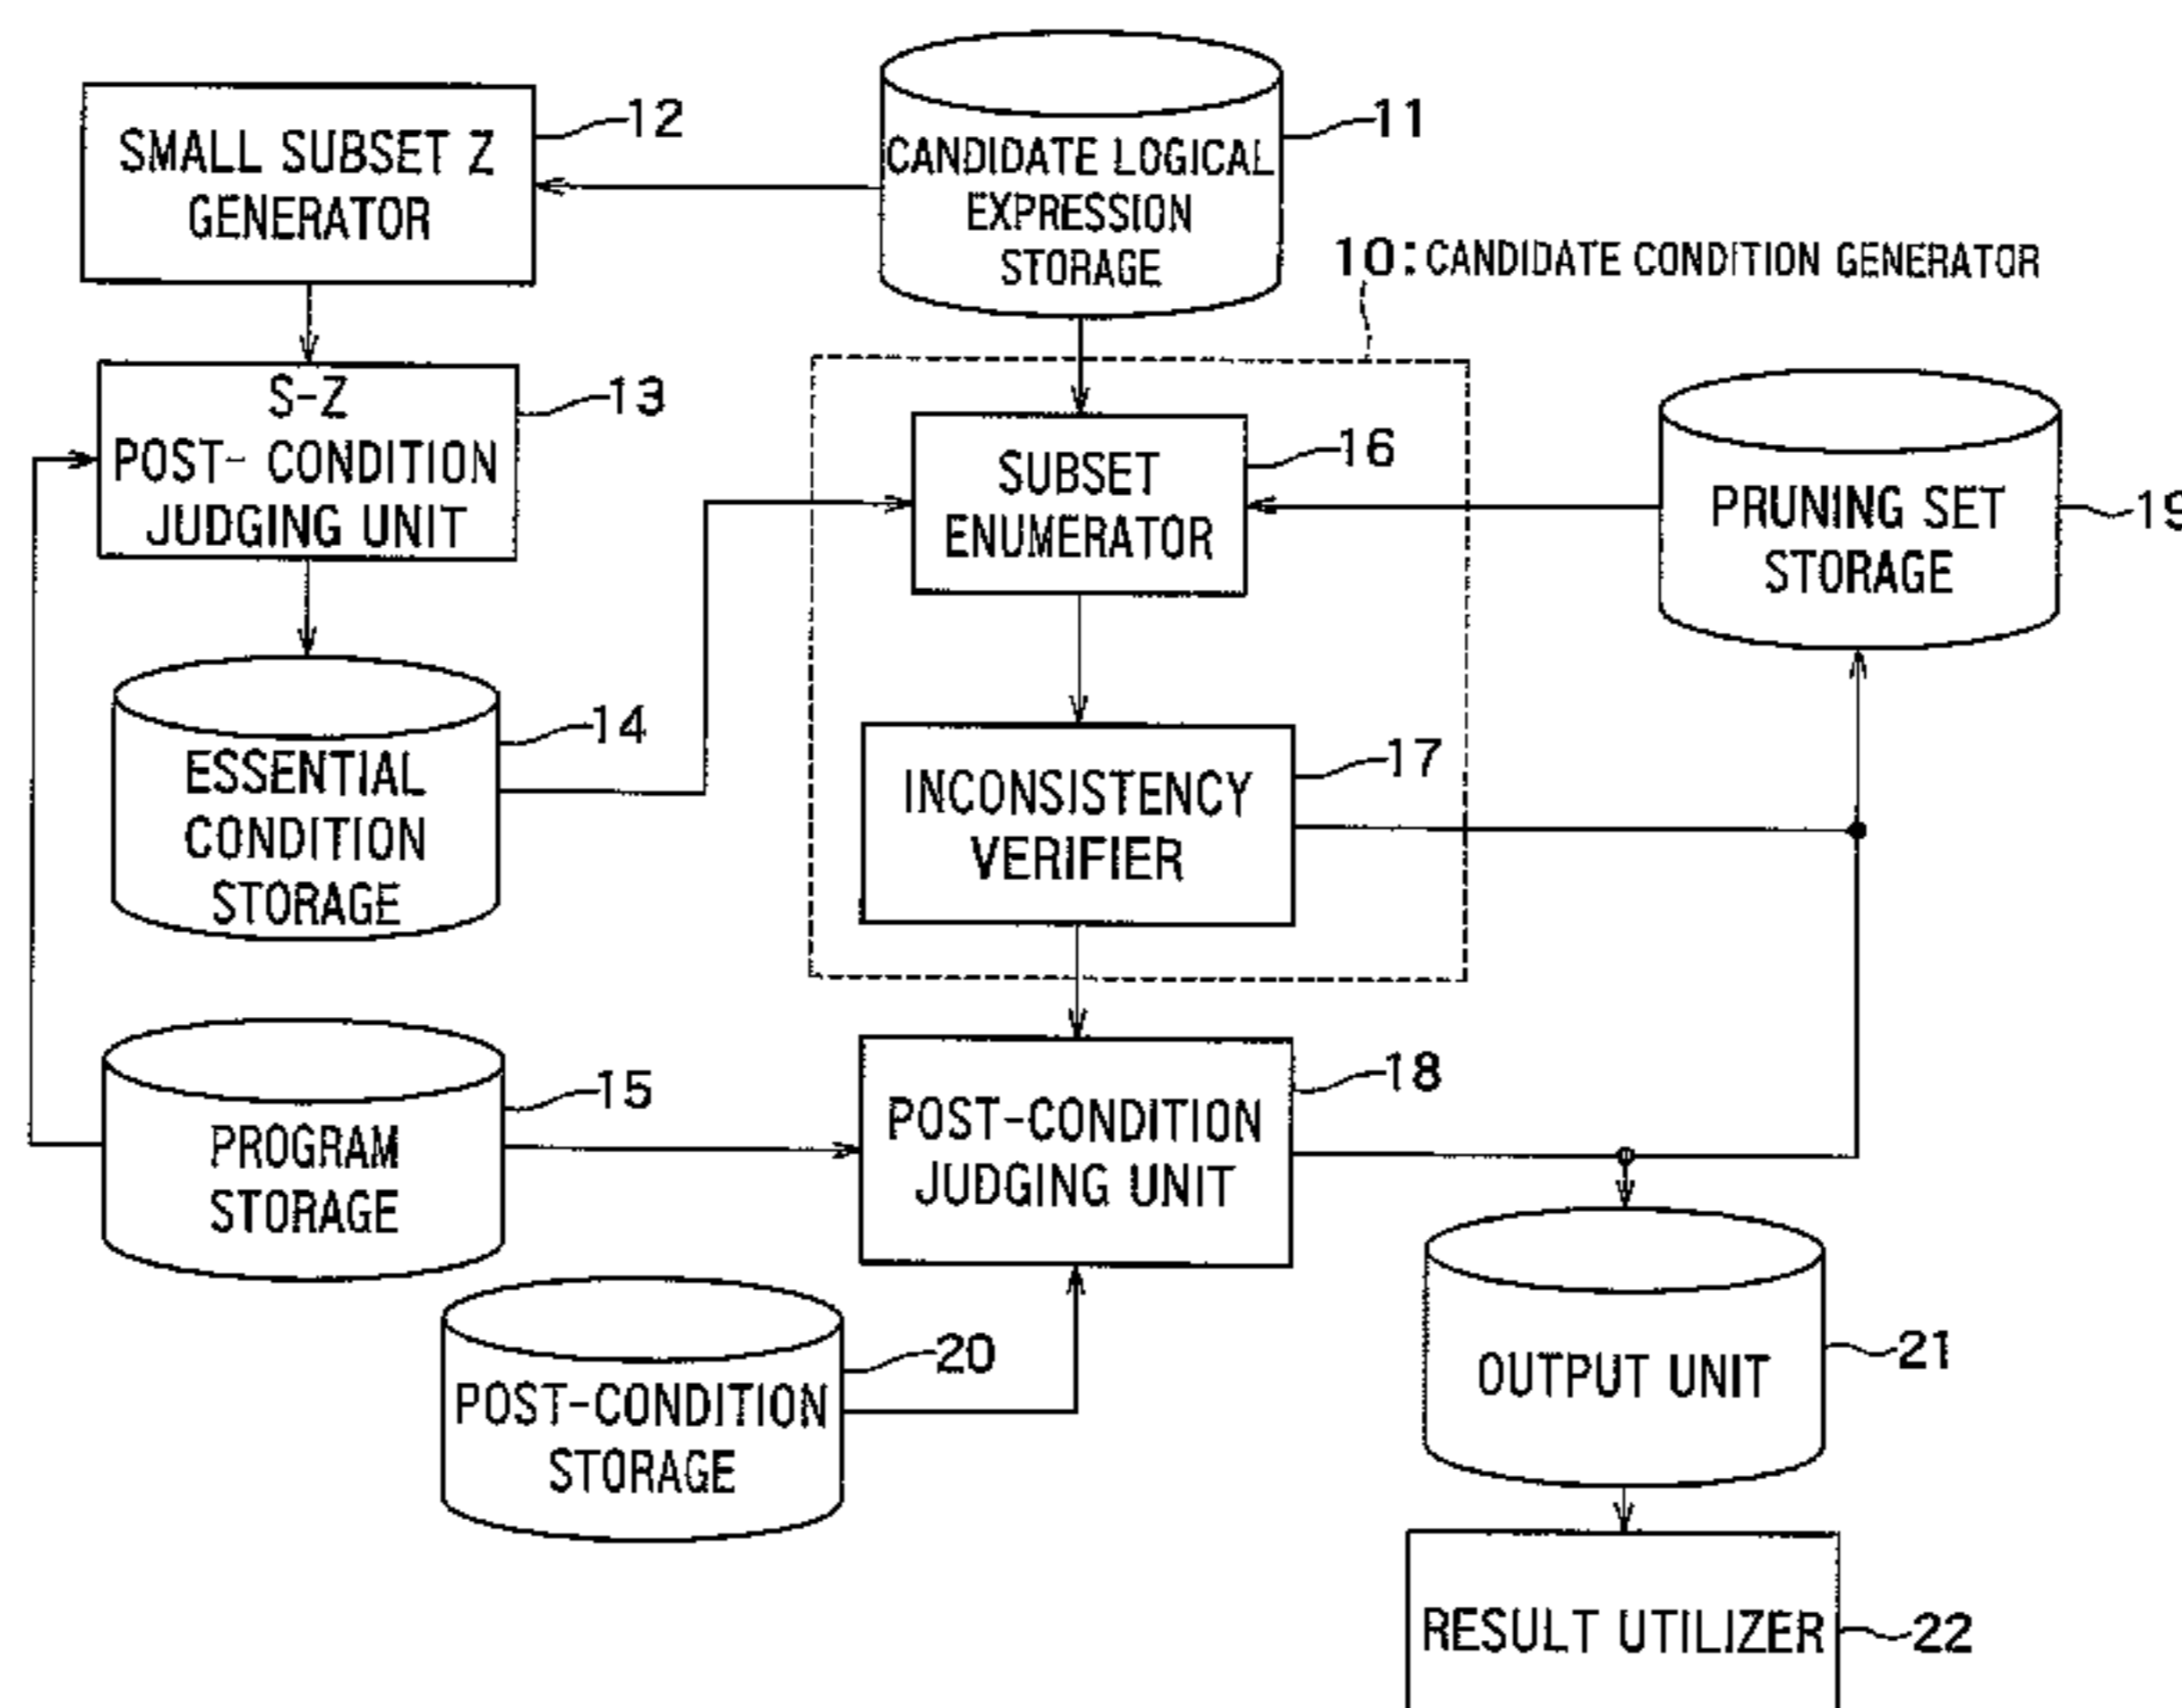 SMALL SUBSET Z
GENERATOR
12
CANDIDATE LOGICAL
EXPRESSION
STORAGE
11
10: CANDIDATE CONDITION GENERATOR
S-Z
POST- CONDITION
JUDGING UNIT
13
SUBSET
ENUMERATOR
16
PRUNING SET
STORAGE
19
ESSENTIAL
CONDITION
STORAGE
14
INCONSISTENCY
VERIFIER
17
PROGRAM
STORAGE
15
POST-CONDITION
JUDGING UNIT
18
POST-CONDITION
STORAGE
20
OUTPUT UNIT
21
RESULT UTILIZER
22